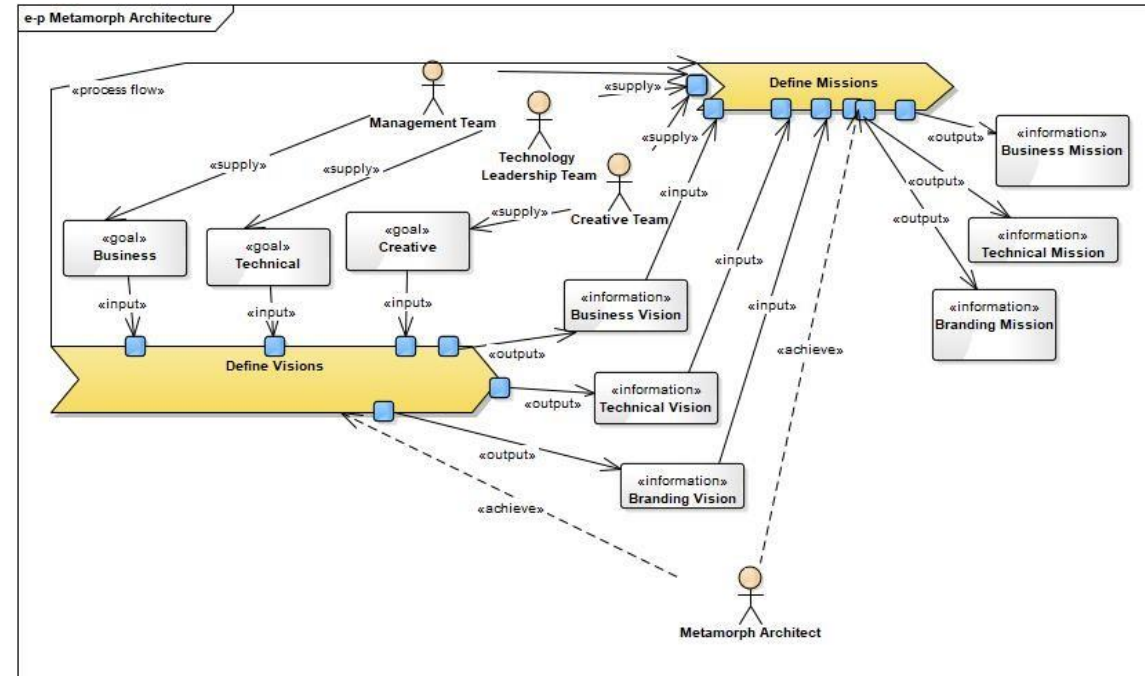 e-p Metamorph Architecture
Define Missions
«process flow»
«supply»
Management Team
«supply»
«output»
«information»
Business Mission
«supply»
«supply»
Technology
Leadership Team
«supply»
«input»
«output»
«output»
«supply»
Creative Team
«goal»
Business
«goal»
Technical
«goal»
Creative
«information»
Technical Mission
«input»
«information»
Business Vision
«input»
«information»
Branding Mission
«input»
«input»
«input»
«output»
«achieve»
Define Visions
«information»
Technical Vision
«output»
«output»
«information»
Branding Vision
«achieve»
Metamorph Architect